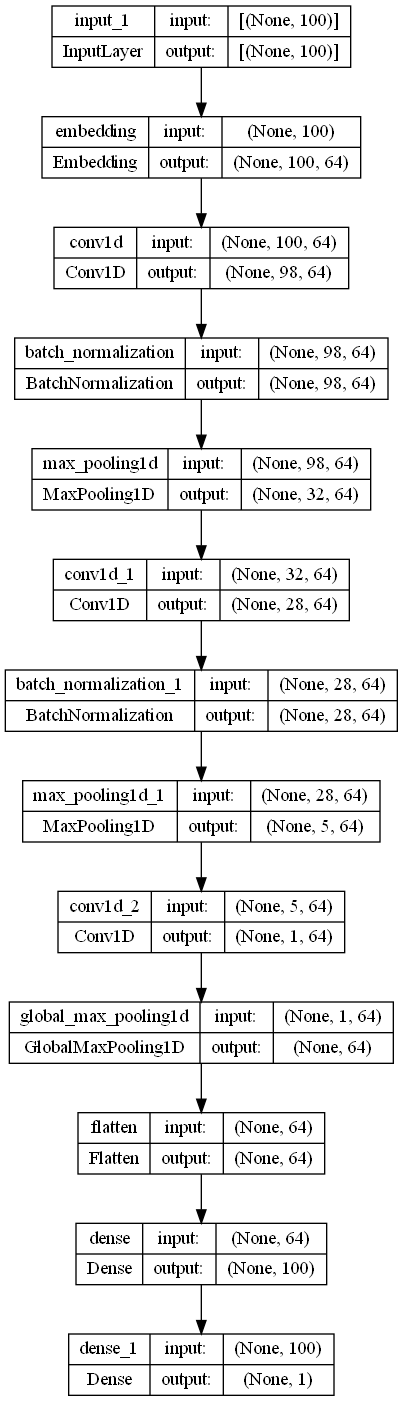 input_1 input: [(None, 100)]
InputLayer output: [(None, 100)]
embedding input: (None, 100)
Embedding output: (None, 100, 64)
conv1d input: (None, 100, 64)
Conv1D output: (None, 98, 64)
batch_normalization input: (None, 98, 64)
BatchNormalization output: (None, 98, 64)
max_pooling1d input: (None, 98, 64)
MaxPooling1D output: (None, 32, 64)
conv1d_1 input: (None, 32, 64)
Conv1D output: (None, 28, 64)
batch_normalization_1 input: (None, 28, 64)
BatchNormalization output: (None, 28, 64)
max_pooling1d_1 input: (None, 28, 64)
MaxPooling1D output: (None, 5, 64)
conv1d_2 input: (None, 5, 64)
Conv1D output: (None, 1, 64)
global_max_pooling1d input: (None, 1, 64)
GlobalMaxPooling1D output: (None, 64)
flatten input: (None, 64)
Flatten output: (None, 64)
dense input: (None, 64)
Dense output: (None, 100)
dense_1 input: (None, 100)
Dense output: (None, 1)